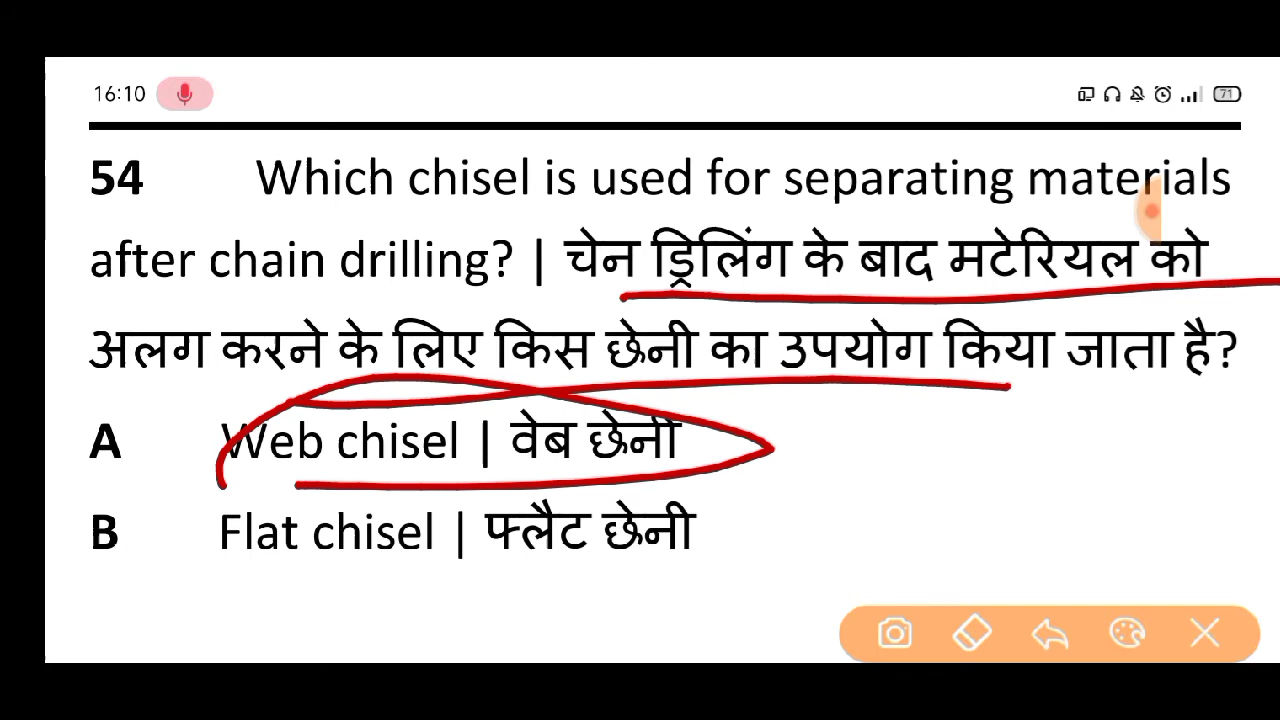 16:10
71
54 Which chisel is used for separating materials
after chain drilling? | चेन ड्रिलिंग के बाद मटेरियल को
अलग करने के लिए किस छेनी का उपयोग किया जाता है?
A Web chisel | वेब छेनी
B Flat chisel | फ्लैट छेनी